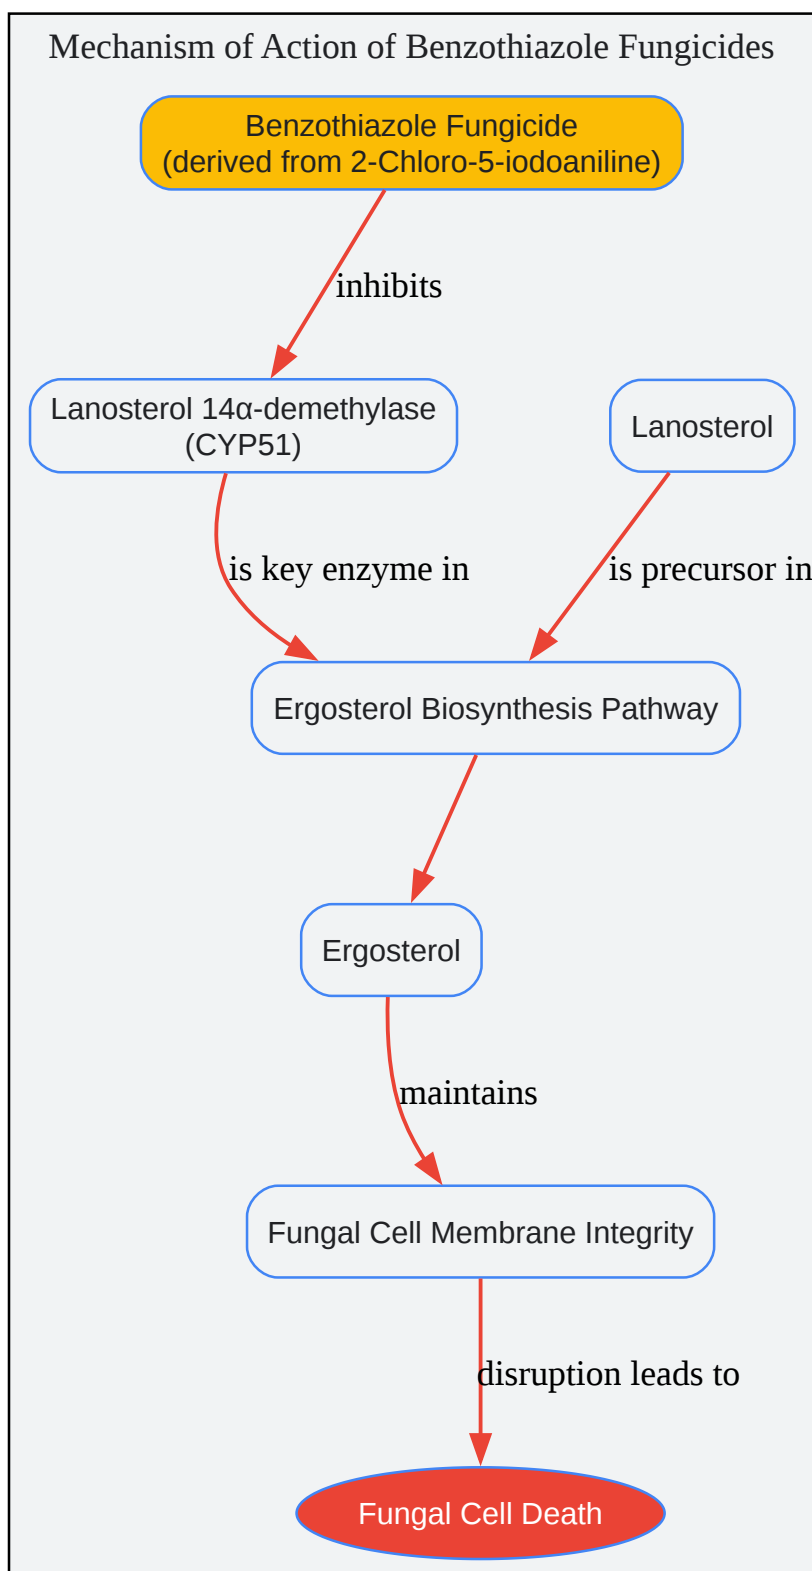 Mechanism of Action of Benzothiazole Fungicides
Benzothiazole Fungicide
(derived from 2-Chloro-5-iodoaniline)
inhibits
Lanosterol 14α-demethylase
(CYP51)
Lanosterol
is key enzyme in
is precursor in
Ergosterol Biosynthesis Pathway
Ergosterol
maintains
Fungal Cell Membrane Integrity
disruption leads to
Fungal Cell Death